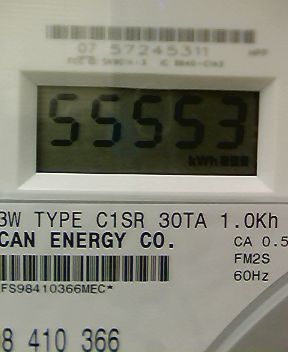 07 57245311
55553
kWh
3W TYPE C1SR 30TA 1.0Kh
CAN ENERGY CO.
CA 0.5
FM2S
60Hz
FS98410366MEC*
98 410 366